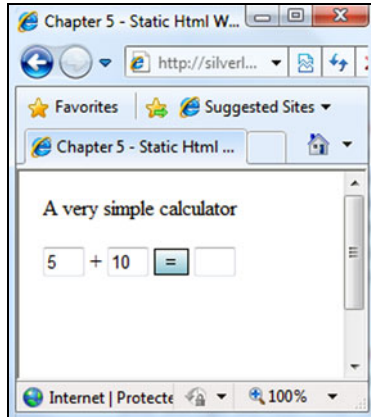 Chapter 5 - Static Html W...
http://silverl...
Favorites Suggested Sites
Chapter 5 - Static Html ...
A very simple calculator
5 + 10 =
Internet | Protecte 100%